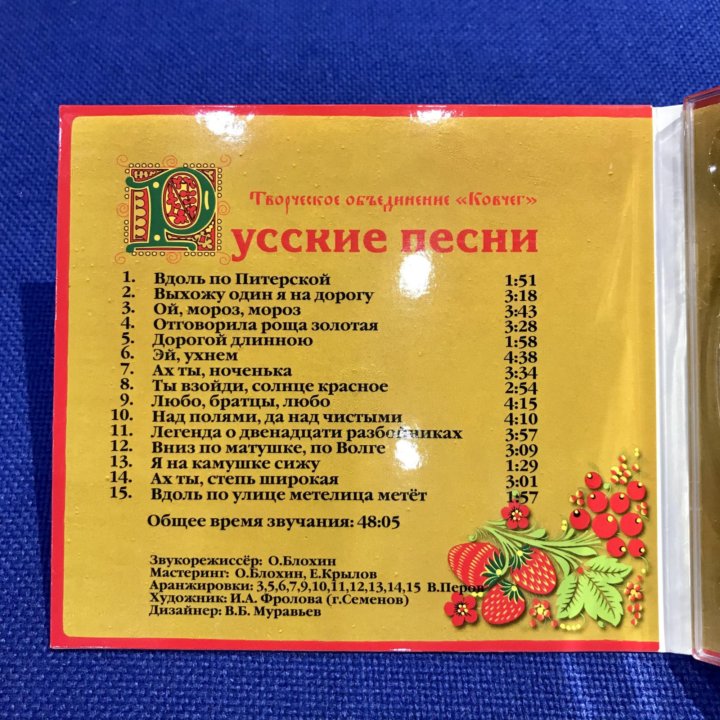 Творческое объединение «Ковчег»
Русские песни
1. Вдоль по Питерской 1:51
2. Выхожу один я на дорогу 3:18
3. Ой, мороз, мороз 3:43
4. Отговорила роща золотая 3:28
5. Дорогой длинною 1:58
6. Эй, ухнем 4:38
7. Ах ты, ноченька 3:34
8. Ты взойди, солнце красное 2:54
9. Любо, братцы, любо 4:15
10. Над полями, да над чистыми 4:10
11. Легенда о двенадцати разбойниках 3:57
12. Вниз по матушке, по Волге 3:09
13. Я на камушке сижу 1:29
14. Ах ты, степь широкая 3:01
15. Вдоль по улице метелица метёт 1:57
Общее время звучания: 48:05
Звукорежиссёр: О.Блохин
Мастеринг: О.Блохин, Е.Крылов
Аранжировки: 3,5,6,7,9,10,11,12,13,14,15 В.Перов
Художник: И.А. Фролова (г.Семенов)
Дизайнер: В.Б. Муравьев